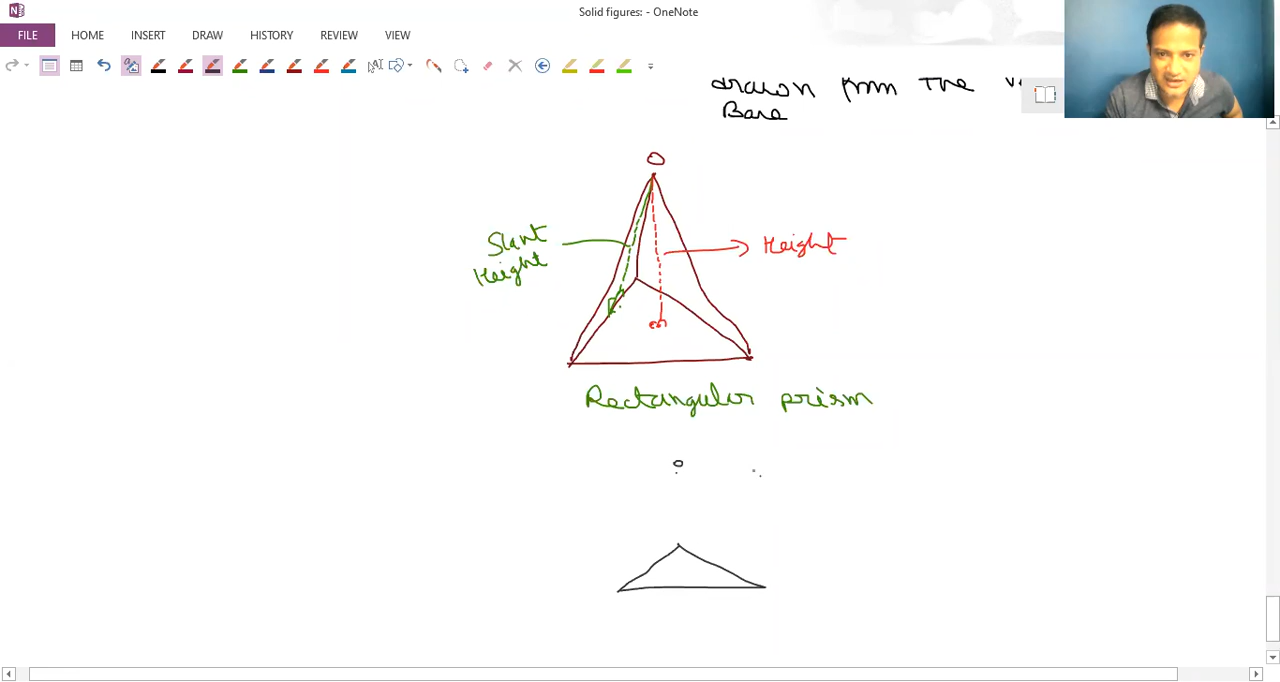 Solid figures: - OneNote
FILE HOME INSERT DRAW HISTORY REVIEW VIEW
drawn from the
Base
O
Slant
Height
Height
m
Rectangular prism
o